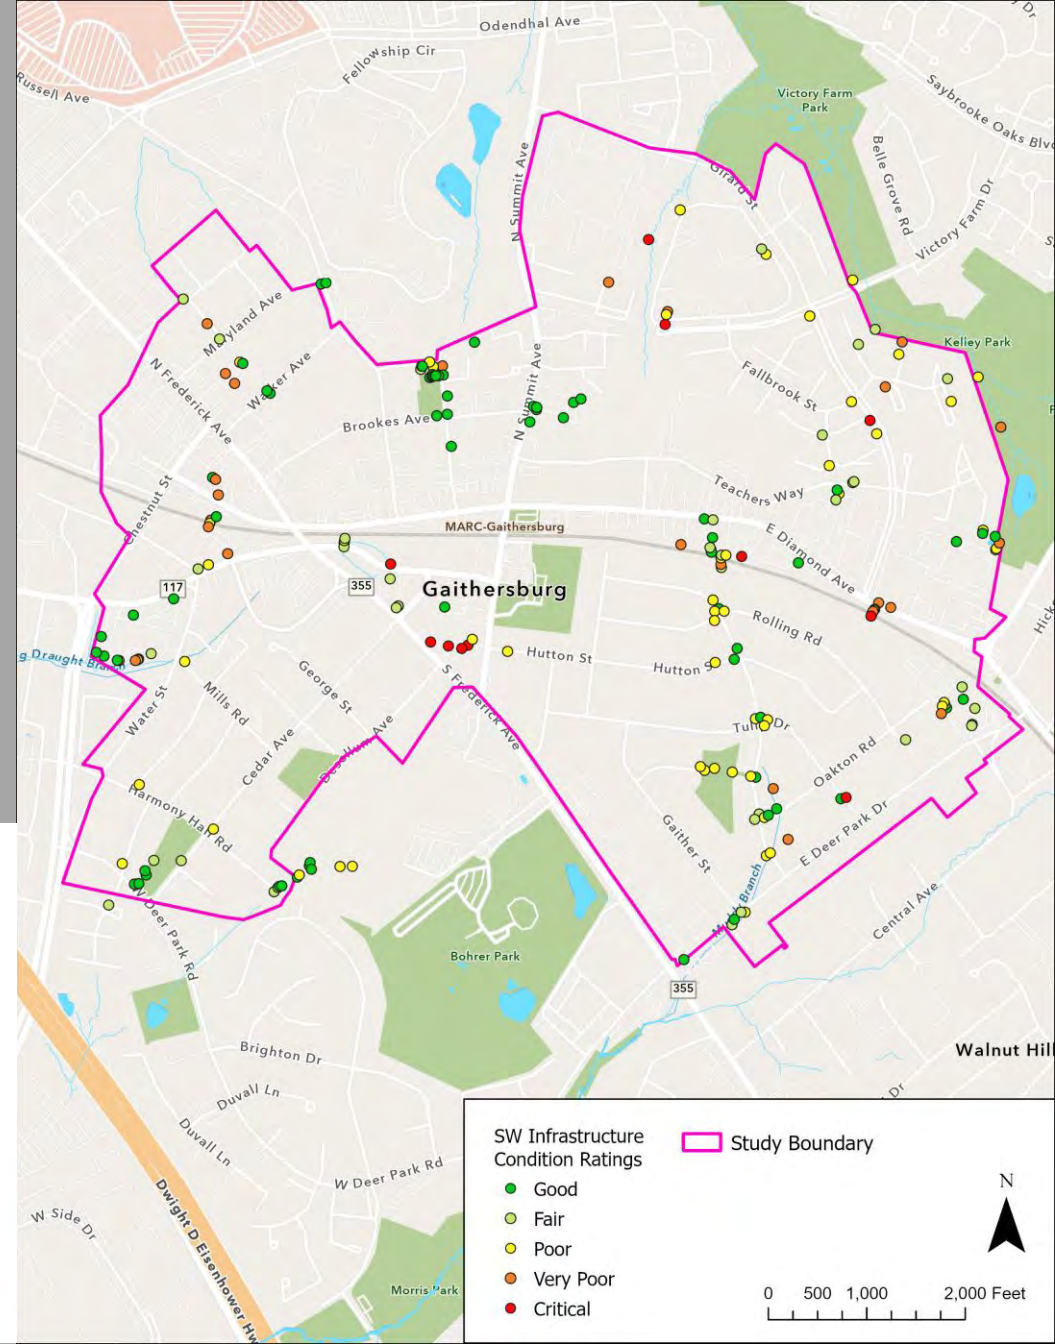 Odendhal Ave
Fellowship Cir
Russell Ave
Saybrooke Oaks Blvd
Victory Farm
Park
Belle Grove Rd
Girard St
N Summit Ave
Victory Farm Dr
Maryland Ave
N Frederick Ave
Walker Ave
Kelley Park
N Summit Ave
Fallbrook St
Brookes Ave
Chestnut St
Teachers Way
MARC-Gaithersburg
E Diamond Ave
117
355
Gaithersburg
Rolling Rd
Hutton St
Hutton S
g Draught Branch
George St
S Frederick Ave
Water St
Mills Rd
Cedar Ave
Desellum Ave
Oakton Rd
Harmony Hall Rd
Gaither St
E Deer Park Dr
W Deer Park Rd
Central Ave
Bohrer Park
355
Brighton Dr
Walnut Hill
Duvall Ln
Dr
Duvall Ln
W Deer Park Rd
W Side Dr
Dwight D Eisenhower Hw
Morris Park
SW Infrastructure
Condition Ratings
Good
Fair
Poor
Very Poor
Critical
Study Boundary
N
0 500 1,000 2,000 Feet